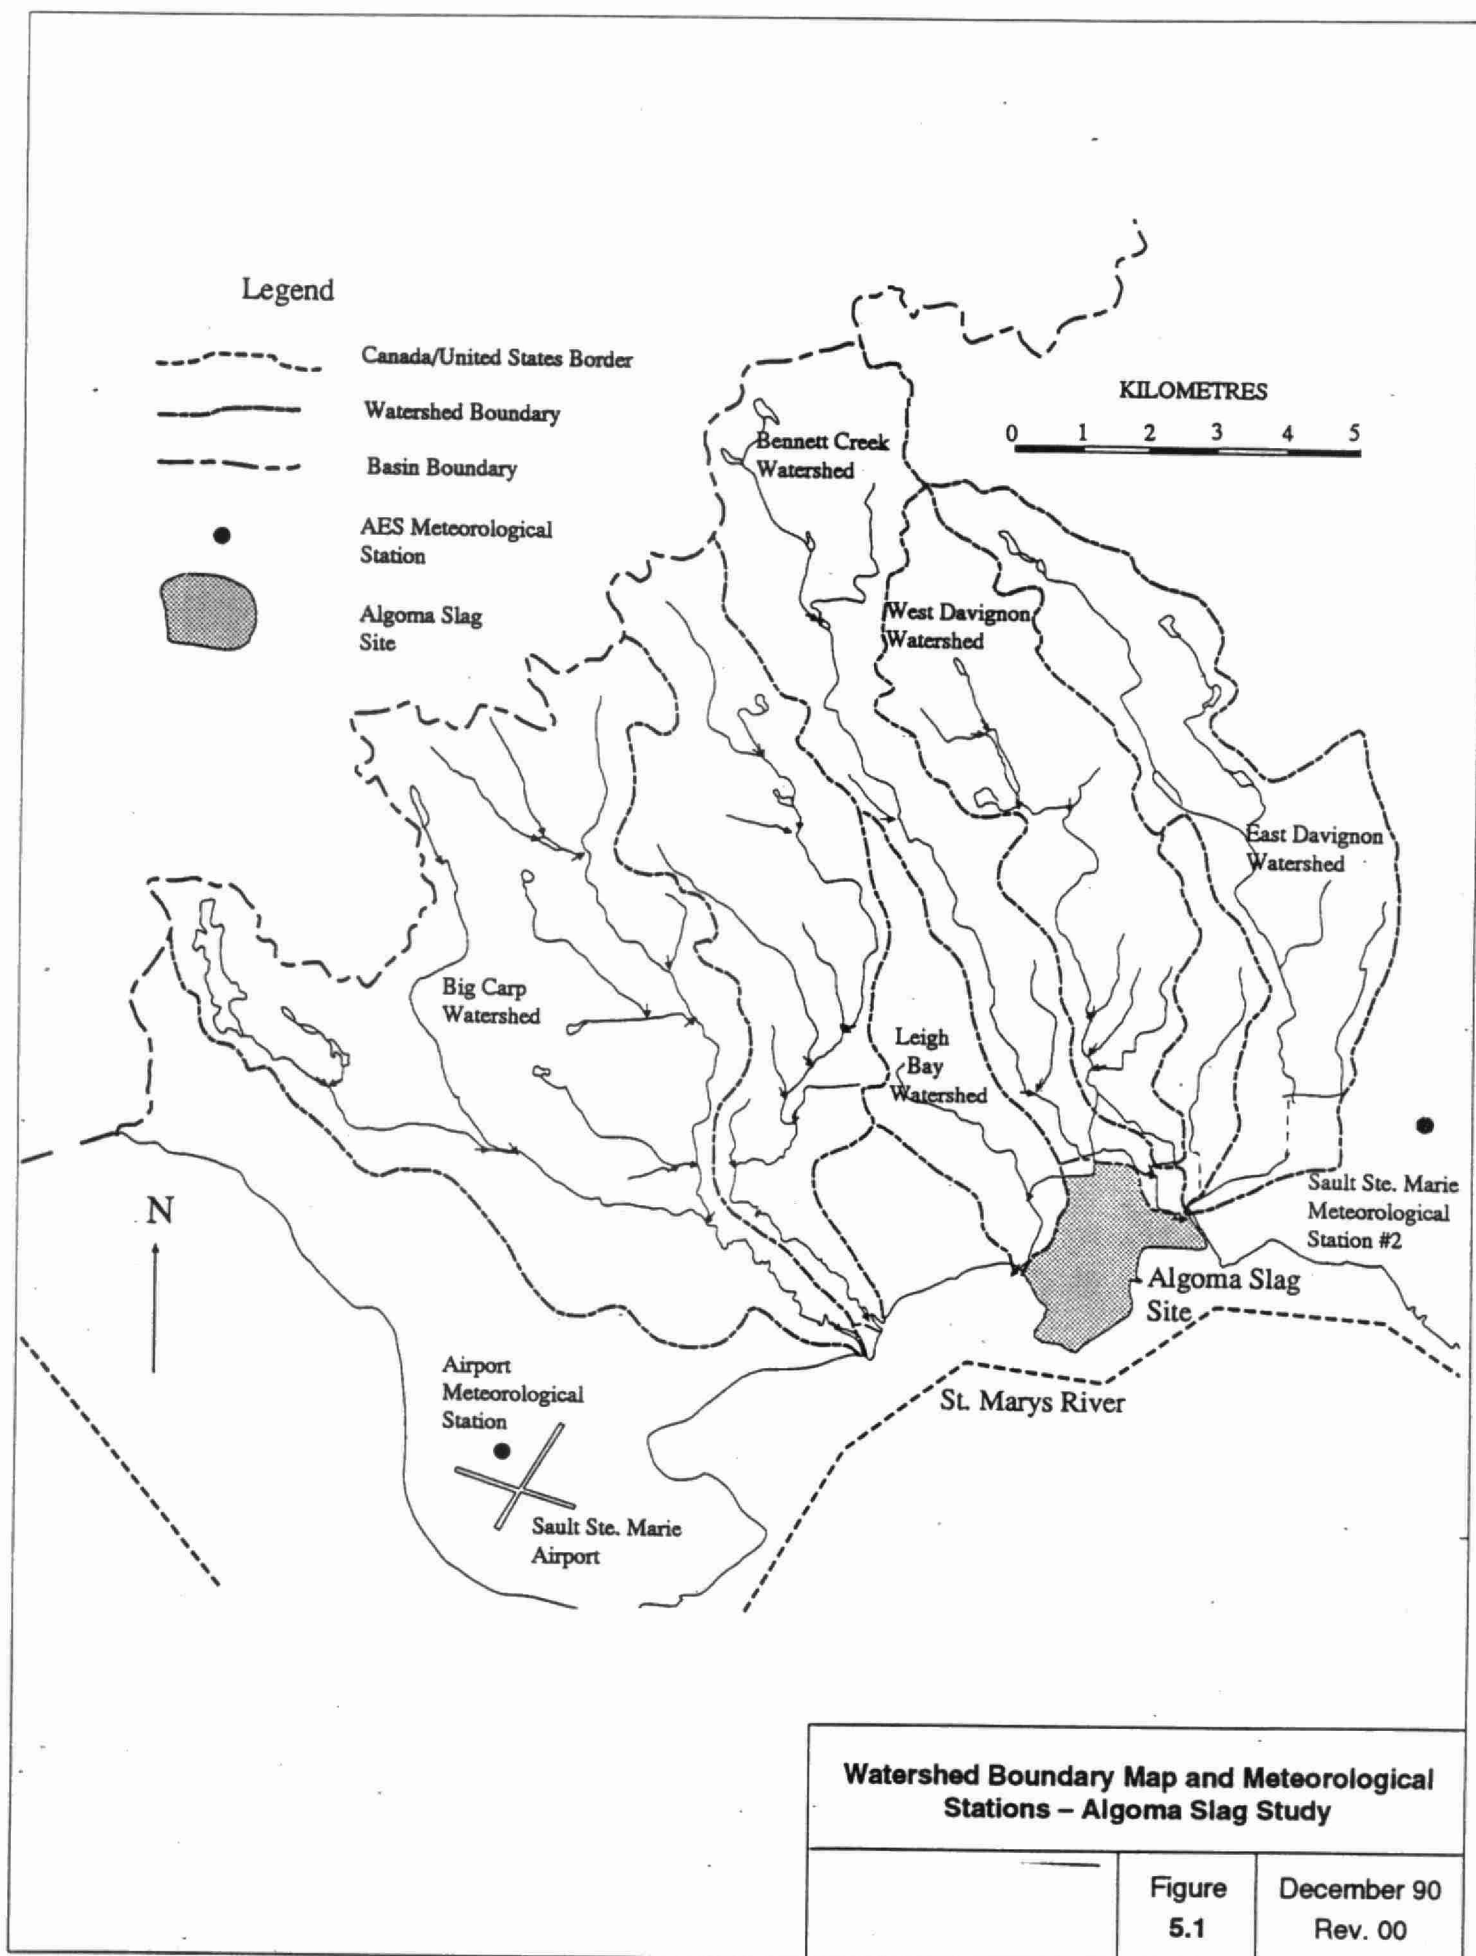 Legend
Canada/United States Border
Watershed Boundary
Basin Boundary
AES Meteorological
Station
Algoma Slag
Site
KILOMETRES
0 1 2 3 4 5
Bennett Creek
Watershed
West Davignon
Watershed
East Davignon
Watershed
Big Carp
Watershed
Leigh
Bay
Watershed
Sault Ste. Marie
Meteorological
Station #2
N
Algoma Slag
Site
Airport
Meteorological
Station
St. Marys River
Sault Ste. Marie
Airport
Watershed Boundary Map and Meteorological
Stations – Algoma Slag Study
Figure
5.1
December 90
Rev. 00